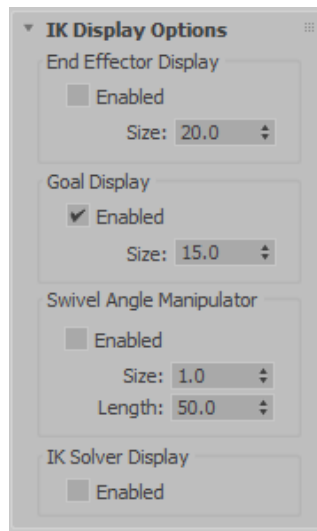 IK Display Options
End Effector Display
Enabled
Size: 20.0
Goal Display
Enabled
Size: 15.0
Swivel Angle Manipulator
Enabled
Size: 1.0
Length: 50.0
IK Solver Display
Enabled